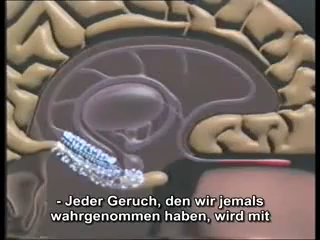 - Jeder Geruch, den wir jemals
wahrgenommen haben, wird mit